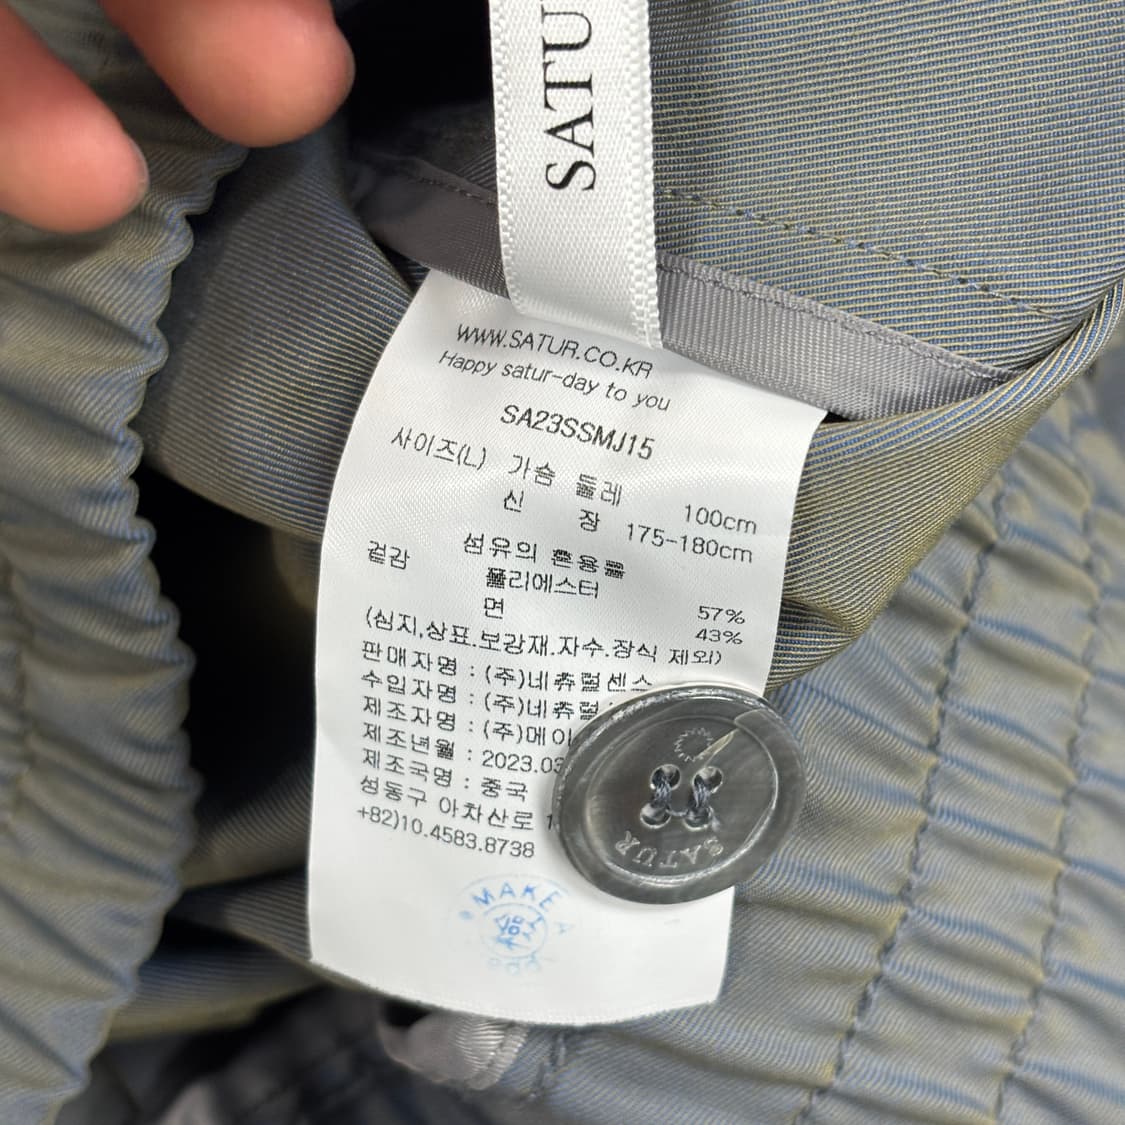 SATU
WWW.SATUR.CO.KR
Happy satur-day to you
SA23SSMJ15
사이즈(L) 가슴 둘레 100cm
신 장 175-180cm
섬유의 혼용률
겉감 폴리에스터 57%
면 43%
(심지,상표.보강재.자수.장식 제외)
판매자명 : (주)네츄럴센스
수입자명 : (주)네츄럴
제조자명 : (주)메이
제조년월 : 2023.03
제조국명 : 중국
성동구 아차산로 1
+82)10.4583.8738
SATUR
MAKE A